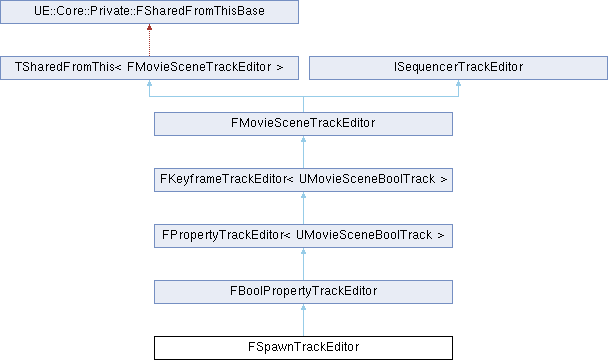 UE::Core::Private::FSharedFromThisBase
TSharedFromThis< FMovieSceneTrackEditor >
ISequencerTrackEditor
FMovieSceneTrackEditor
FKeyframeTrackEditor< UMovieSceneBoolTrack >
FPropertyTrackEditor< UMovieSceneBoolTrack >
FBoolPropertyTrackEditor
FSpawnTrackEditor